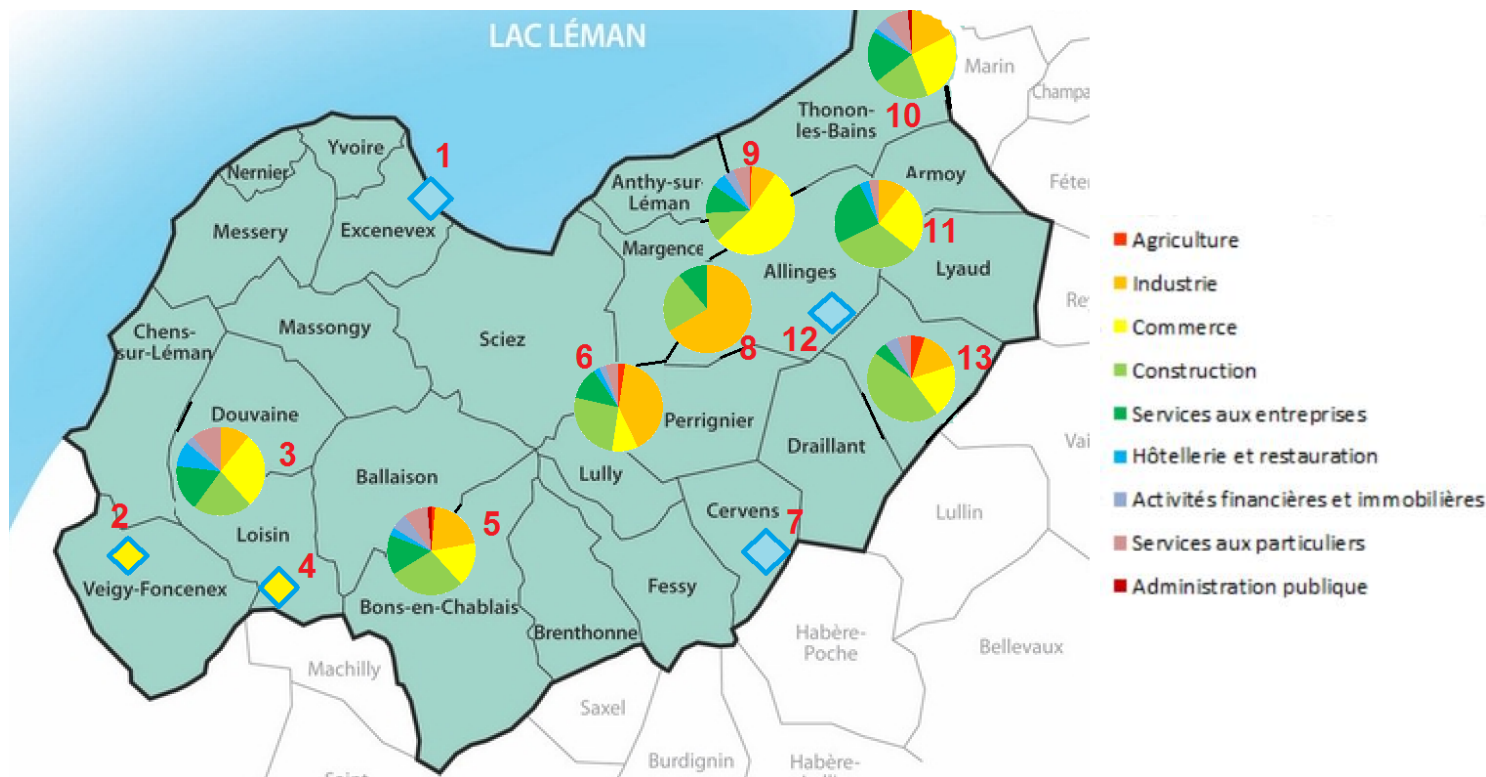 LAC LÉMAN
Marin
Champa
Thonon-
les-Bains
10
Yvoire
1
Nernier
9
Anthy-sur-
Léman
Armoy
Féter
Messery
Excenevex
Margence
11
Allinges
Lyaud
Chens-
sur-Léman
Massongy
Sciez
12
8
6
13
Douvaine
Perrignier
Draillant
3
Ballaison
Lully
Lullin
2
Loisin
5
Cervens
7
4
Veigy-Foncenex
Bons-en-Chablais
Fessy
Brenthonne
Habère-
Poche
Bellevaux
Machilly
Saxel
Burdignin
Habère-
Agriculture
Industrie
Commerce
Construction
Services aux entreprises
Hôtellerie et restauration
Activités financières et immobilières
Services aux particuliers
Administration publique